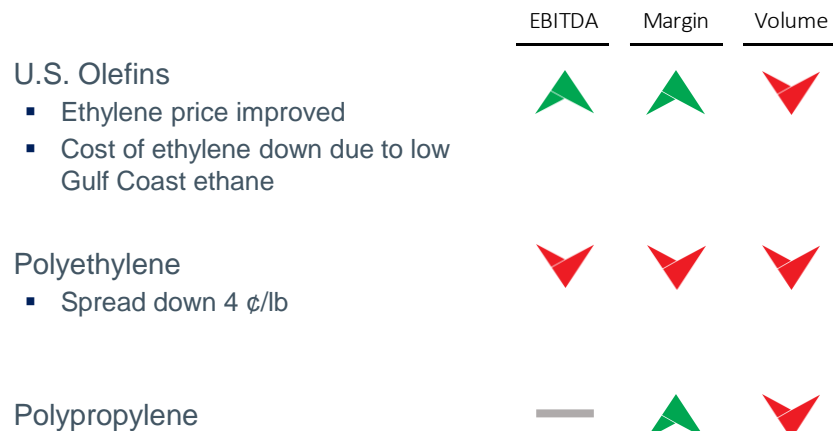 EBITDA Margin Volume
U.S. Olefins
▪ Ethylene price improved
▪ Cost of ethylene down due to low
Gulf Coast ethane
Polyethylene
▪ Spread down 4 ¢/lb
Polypropylene